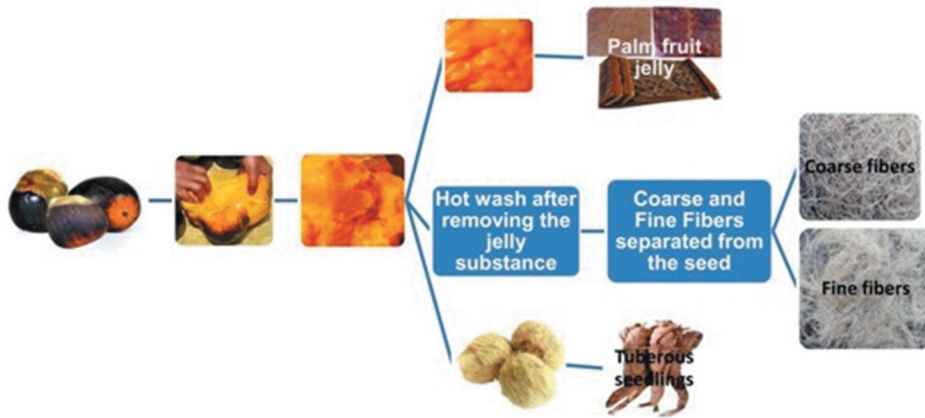 Palm fruit
jelly
Hot wash after
removing the
jelly
substance
Coarse and
Fine Fibers
separated from
the seed
Coarse fibers
Fine fibers
Tuberous
seedlings